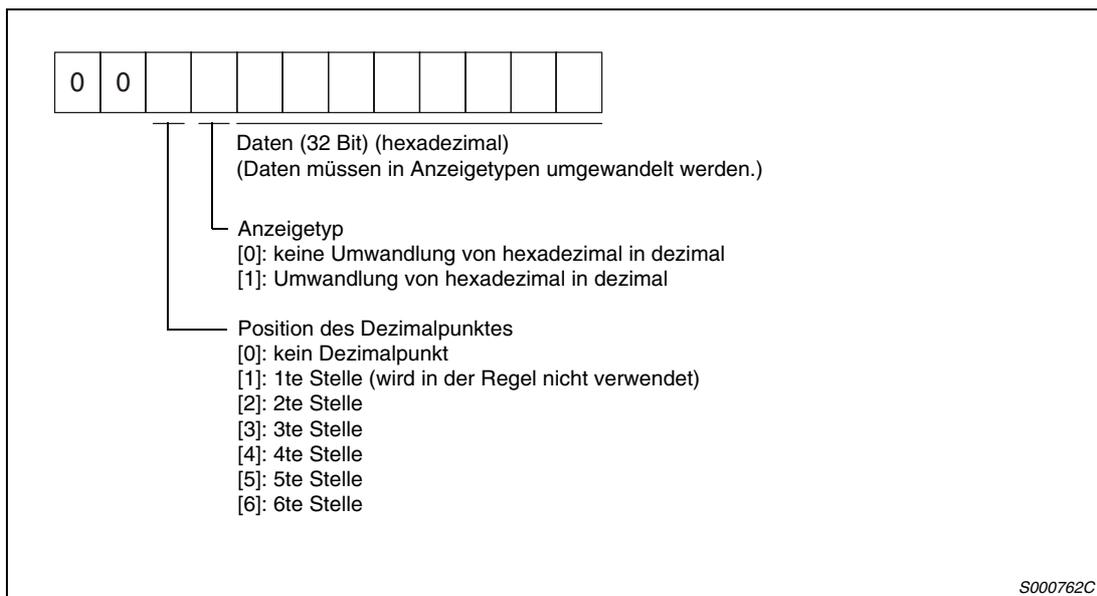 0 0
Daten (32 Bit) (hexadezimal)
(Daten müssen in Anzeigetypen umgewandelt werden.)
Anzeigetyp
[0]: keine Umwandlung von hexadezimal in dezimal
[1]: Umwandlung von hexadezimal in dezimal
Position des Dezimalpunktes
[0]: kein Dezimalpunkt
[1]: 1te Stelle (wird in der Regel nicht verwendet)
[2]: 2te Stelle
[3]: 3te Stelle
[4]: 4te Stelle
[5]: 5te Stelle
[6]: 6te Stelle
S000762C